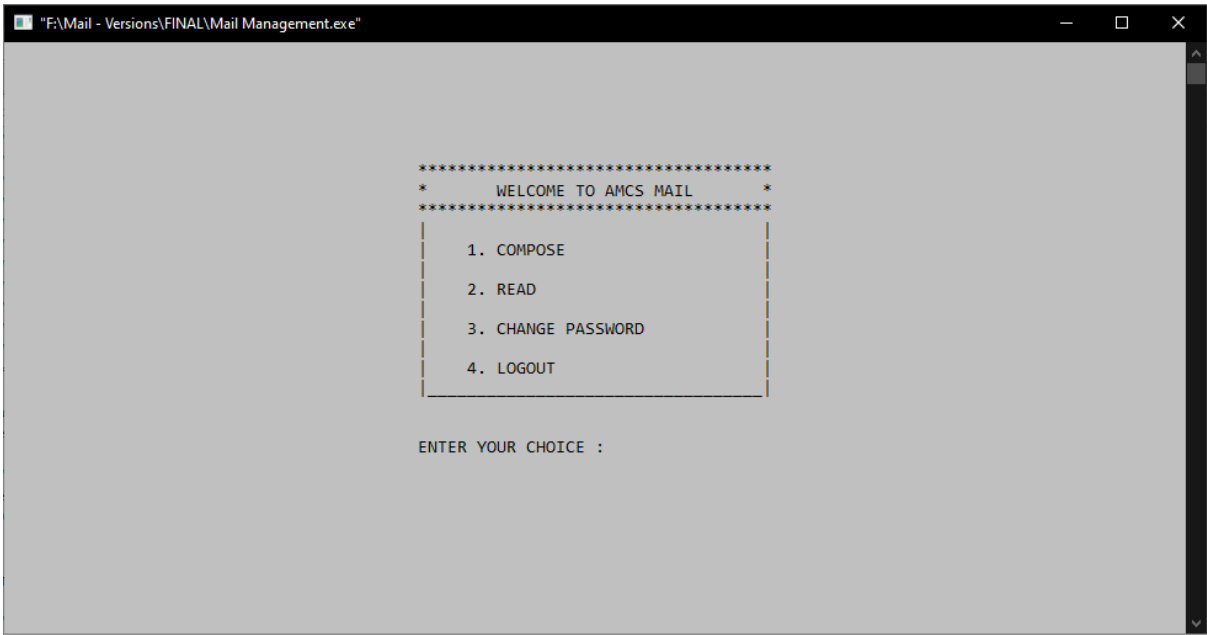 "F:\Mail - Versions\FINAL\Mail Management.exe"
************************************
* WELCOME TO AMCS MAIL *
************************************
1. COMPOSE
2. READ
3. CHANGE PASSWORD
4. LOGOUT
ENTER YOUR CHOICE :